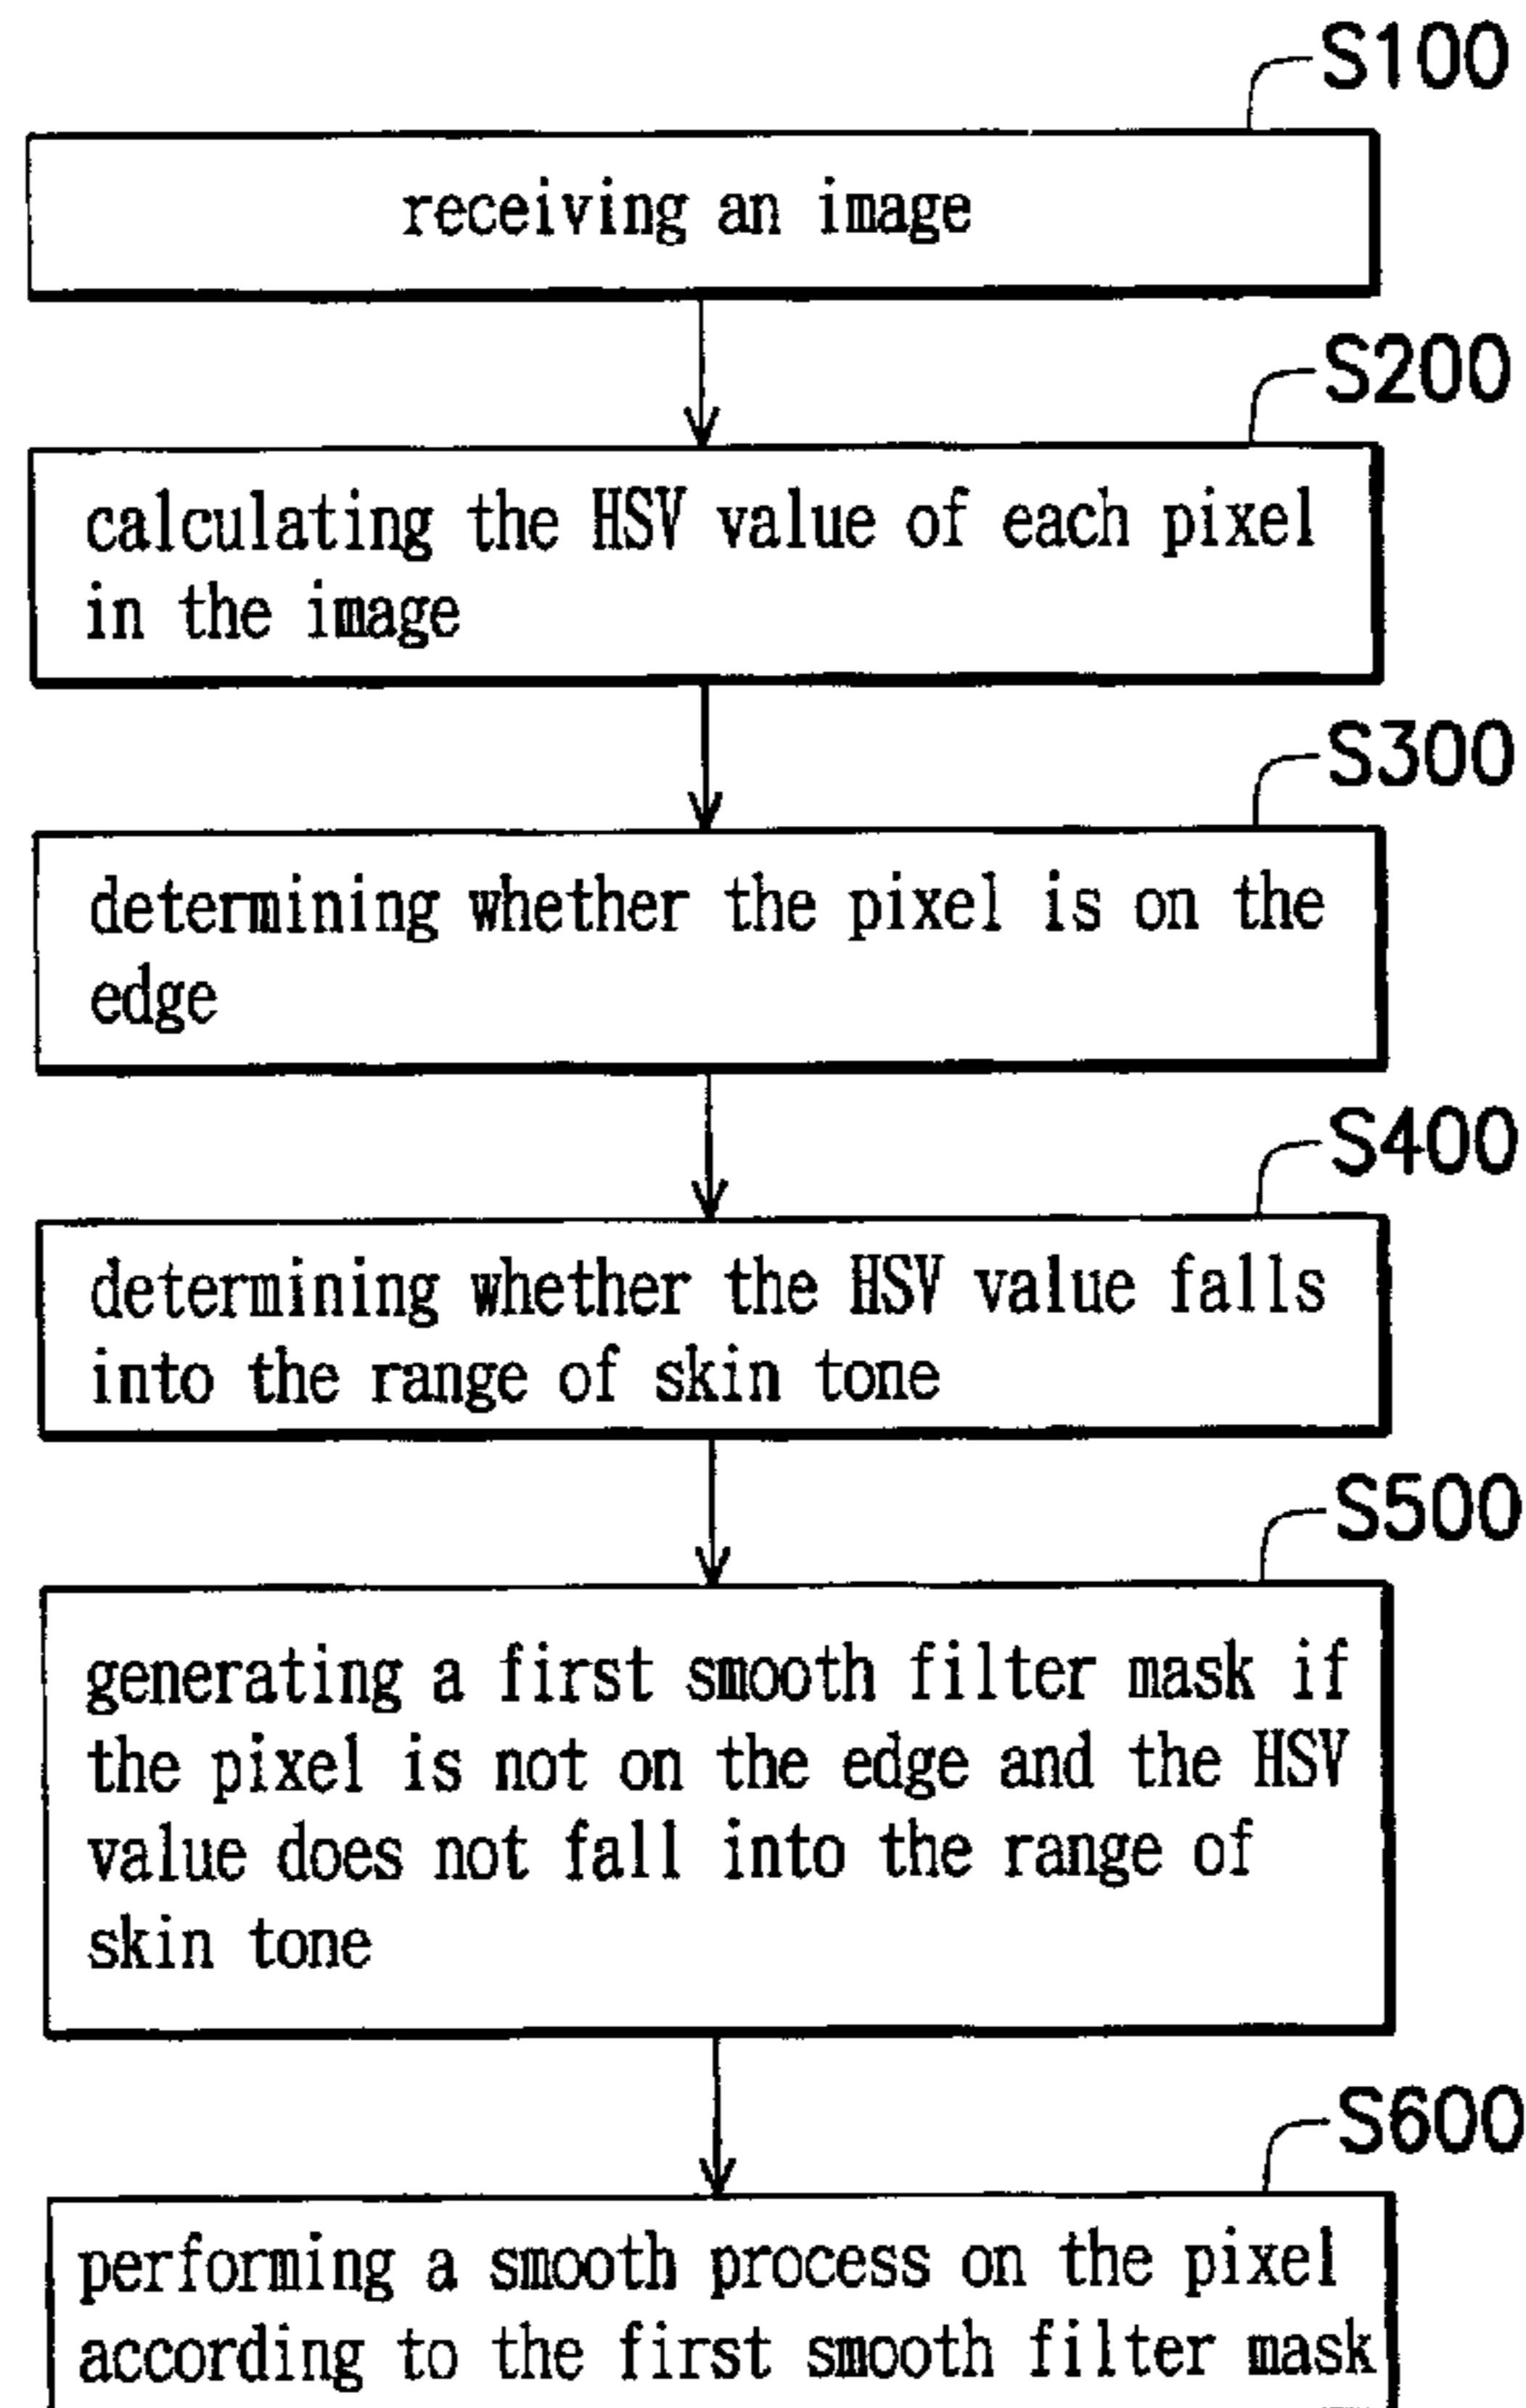 S100
receiving an image
S200
calculating the HSV value of each pixel
in the image
S300
determining whether the pixel is on the
edge
S400
determining whether the HSV value falls
into the range of skin tone
S500
generating a first smooth filter mask if
the pixel is not on the edge and the HSV
value does not fall into the range of
skin tone
S600
performing a smooth process on the pixel
according to the first smooth filter mask